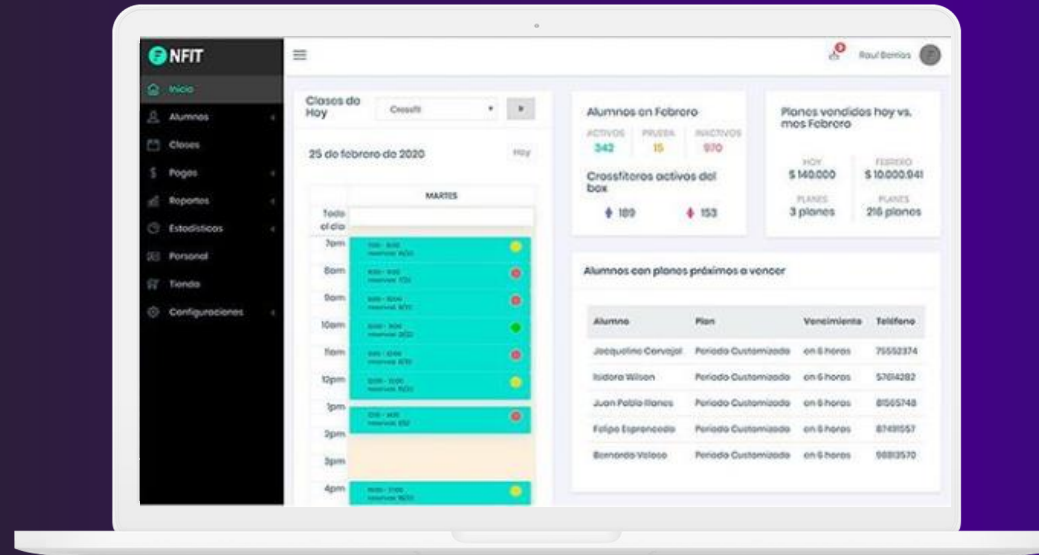 NFIT
Raul Berrios
Inicio
Alumnos
Clases
Pagos
Reportes
Estadísticas
Personal
Tienda
Configuraciones
Clases de
Hoy
Crossfit
25 de febrero de 2020
Hoy
MARTES
Todo
el día
7am
8am
9am
10am
11am
12pm
1pm
2pm
3pm
4pm
Alumnos en Febrero
ACTIVOS PRUEBA INACTIVOS
342 15 970
Crossfiteros activos del
box
189 153
Planes vendidos hoy vs.
mes Febrero
HOY FEBRERO
$ 140.000 $ 10.000.941
PLANES PLANES
3 planes 216 planes
Alumnos con planes próximos a vencer
Alumno Plan Vencimiento Teléfono
Jacqueline Carvajal Periodo Customizado en 6 horas 75552374
Isidora Wilson Periodo Customizado en 6 horas 57614282
Juan Pablo Illanes Periodo Customizado en 6 horas 81565748
Felipe Periodo Customizado en 6 horas 87491557
Bernardo Veloso Periodo Customizado en 6 horas 98813570